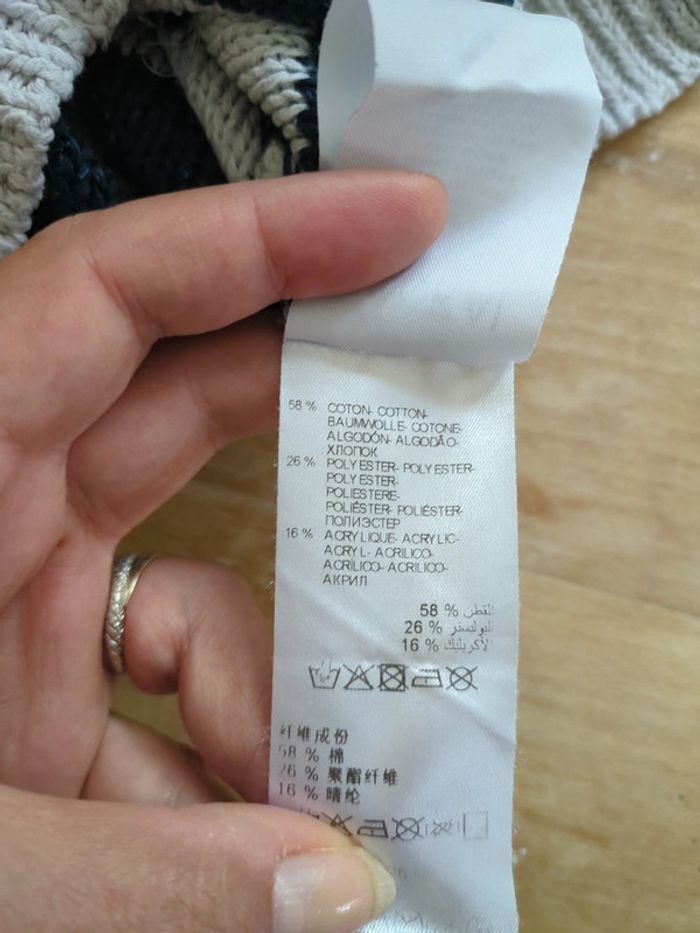 58 % COTON- COTTON-
BAUMWOLLE- COTONE-
ALGODÓN- ALGODÃO-
ХЛОПОК
26 % POLYESTER- POLYESTER-
POLYESTER-
POLIESTERE-
POLIÉSTER- POLIÉSTER-
ПОЛИЭСТЕР
16 % ACRYLIQUE- ACRYLIC-
ACRYL- ACRILICO-
ACRÍLICO- ACRILICO-
АКРИЛ
58 % القطن
26 % البوليستر
16 % الأكريليك
纤维成份
58 % 棉
26 % 聚酯纤维
16 % 晴纶